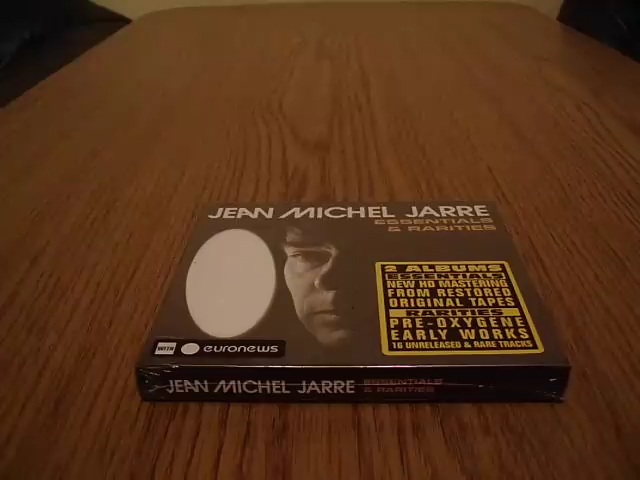 JEAN MICHEL JARRE
ESSENTIALS
& RARITIES
2 ALBUMS
ESSENTIALS
NEW HD MASTERING
FROM RESTORED
ORIGINAL TAPES
RARITIES
PRE-OXYGENE
EARLY WORKS
16 UNRELEASED & RARE TRACKS
WITH
euronews
JEAN MICHEL JARRE ESSENTIALS
& RARITIES